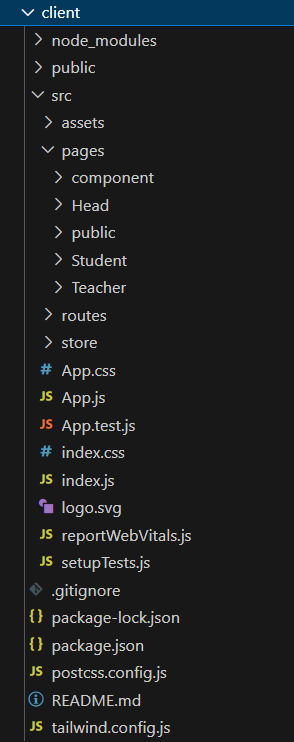 client
node_modules
public
src
assets
pages
component
Head
public
Student
Teacher
routes
store
# App.css
JS App.js
JS App.test.js
# index.css
JS index.js
logo.svg
JS reportWebVitals.js
JS setupTests.js
.gitignore
{} package-lock.json
{} package.json
JS postcss.config.js
README.md
JS tailwind.config.js